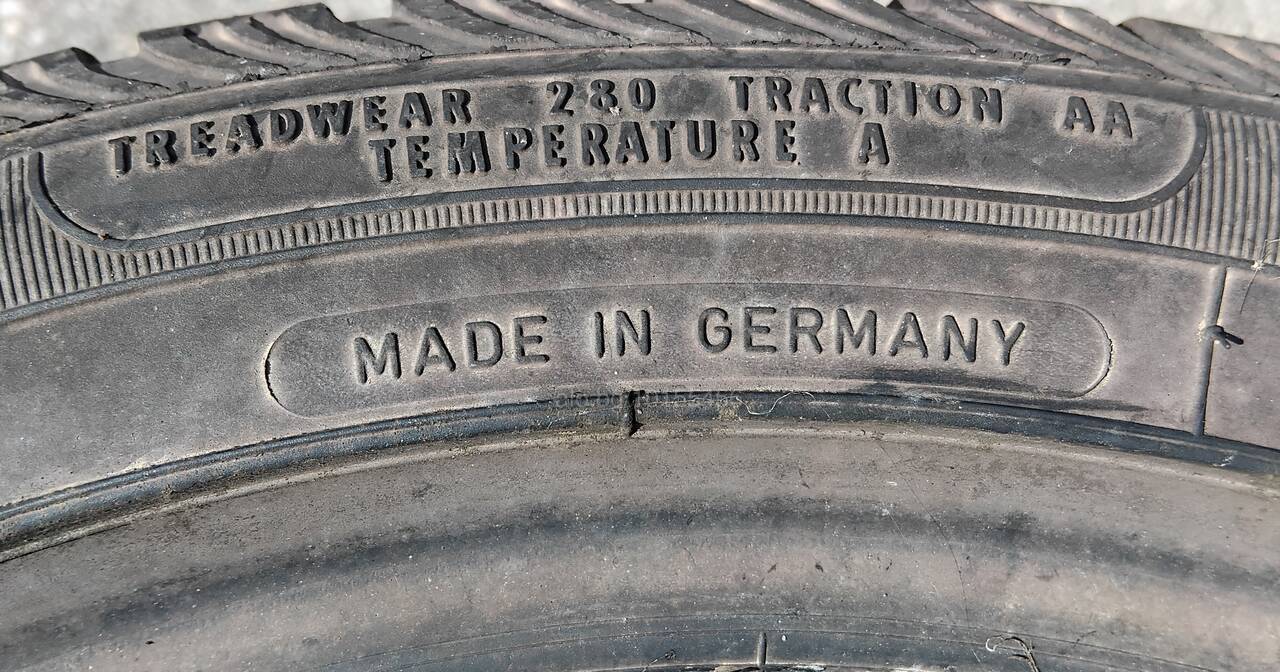 TREADWEAR 280 TRACTION AA
TEMPERATURE A
MADE IN GERMANY